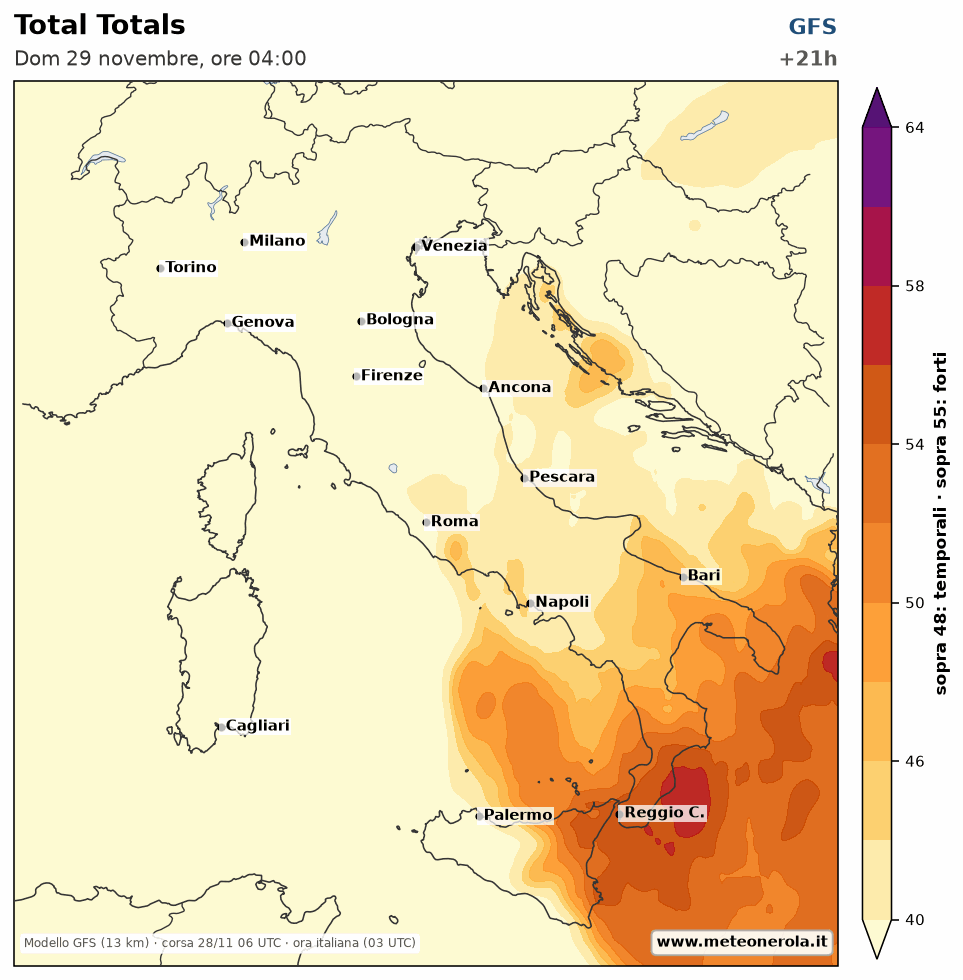 Total Totals
GFS
Dom 29 novembre, ore 04:00
+21h
64
Milano
Venezia
Torino
58
Genova
Bologna
Firenze
Ancona
54
Pescara
Roma
Bari
50
Napoli
Cagliari
46
Palermo
Reggio C.
40
sopra 48: temporali · sopra 55: forti
Modello GFS (13 km) · corsa 28/11 06 UTC · ora italiana (03 UTC)
www.meteonerola.it